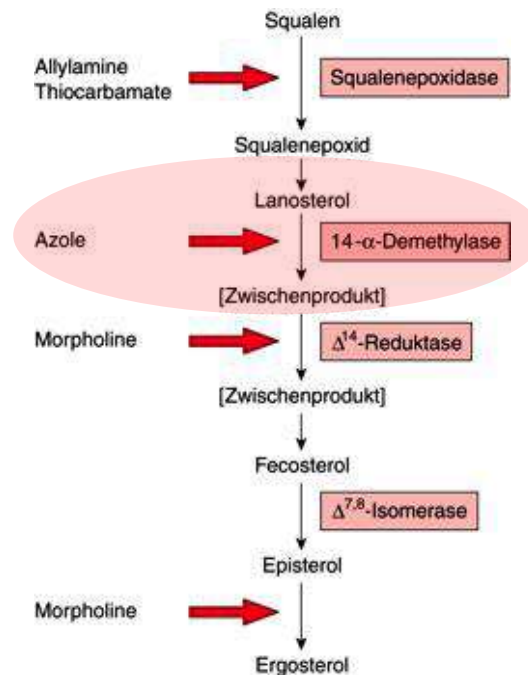 Squalen
Allylamine
Thiocarbamate
Squalenepoxidase
Squalenepoxid
Lanosterol
Azole
14-α-Demethylase
[Zwischenprodukt]
Morpholine
Δ¹⁴-Reduktase
[Zwischenprodukt]
Fecosterol
Δ⁷,⁸-Isomerase
Episterol
Morpholine
Ergosterol